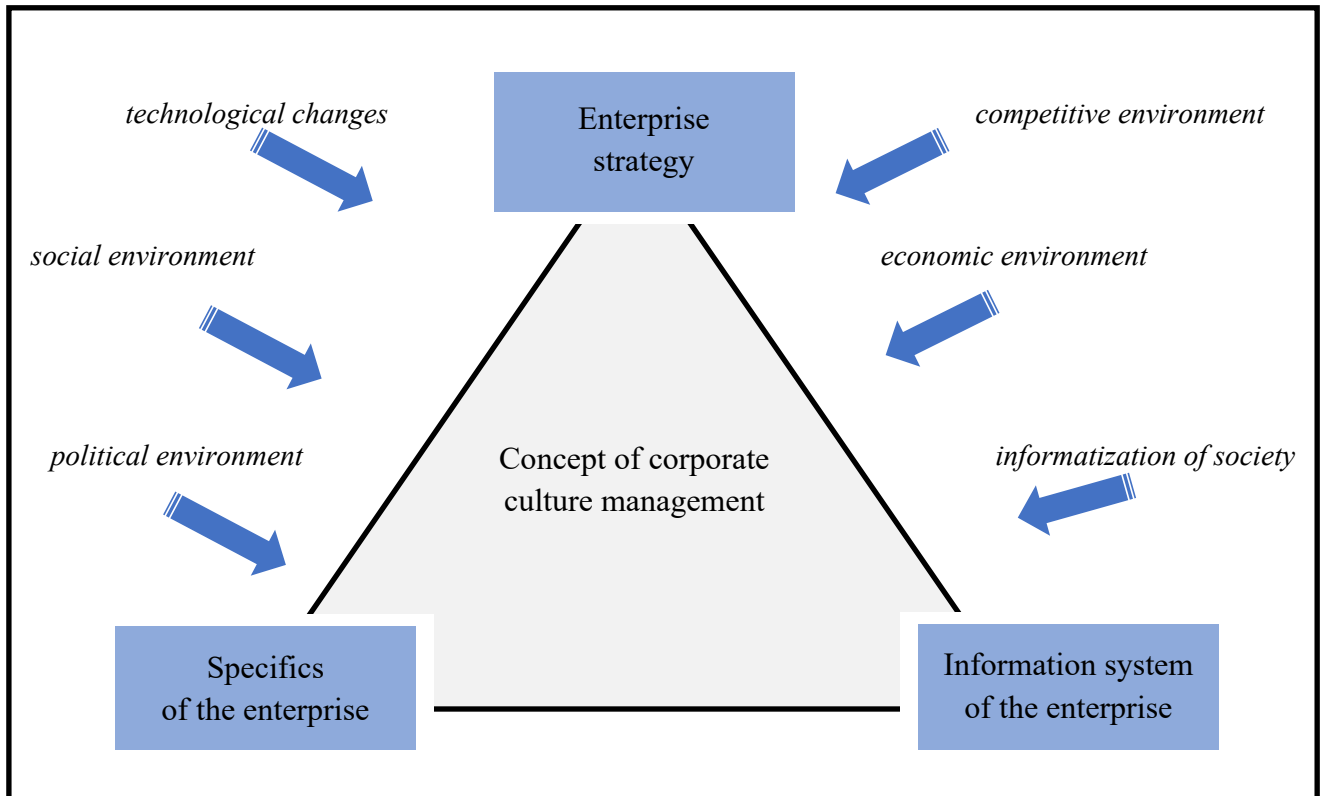 technological changes
Enterprise
strategy
competitive environment
social environment
economic environment
political environment
Concept of corporate
culture management
informatization of society
Specifics
of the enterprise
Information system
of the enterprise